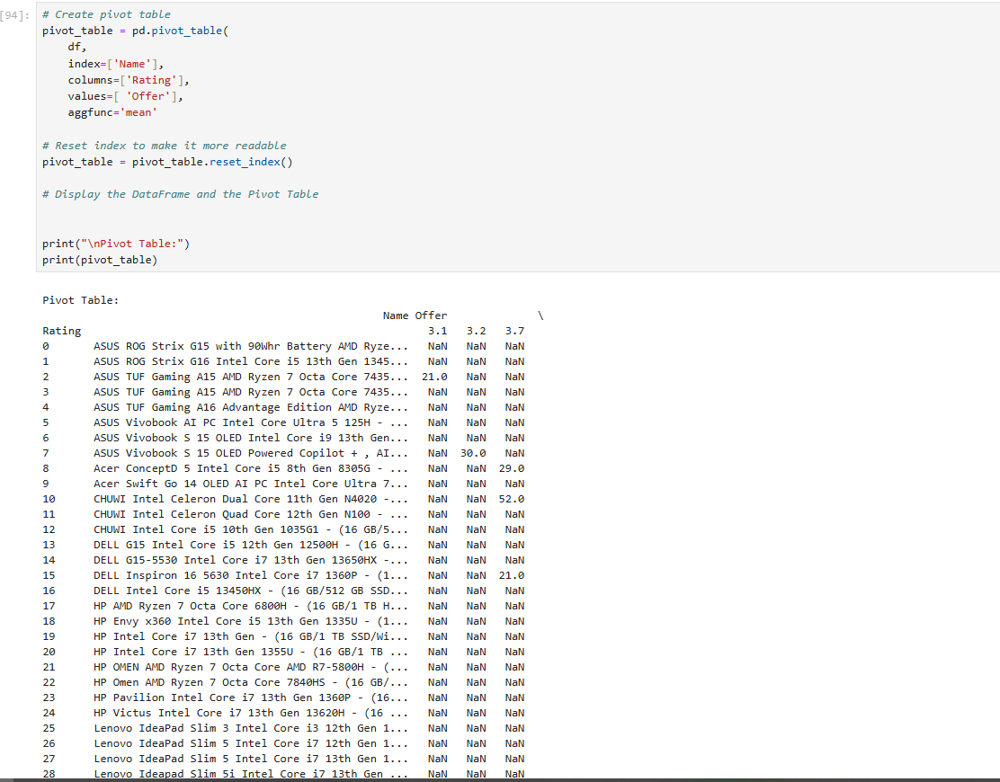 [94]:
# Create pivot table
pivot_table = pd.pivot_table(
    df,
    index=['Name'],
    columns=['Rating'],
    values=[ 'Offer'],
    aggfunc='mean'
# Reset index to make it more readable
pivot_table = pivot_table.reset_index()
# Display the DataFrame and the Pivot Table
print("\nPivot Table:")
print(pivot_table)
Pivot Table:
Name Offer \
Rating 3.1 3.2 3.7
0 ASUS ROG Strix G15 with 90Whr Battery AMD Ryze... NaN NaN NaN
1 ASUS ROG Strix G16 Intel Core i5 13th Gen 1345... NaN NaN NaN
2 ASUS TUF Gaming A15 AMD Ryzen 7 Octa Core 7435... 21.0 NaN NaN
3 ASUS TUF Gaming A15 AMD Ryzen 7 Octa Core 7435... NaN NaN NaN
4 ASUS TUF Gaming A16 Advantage Edition AMD Ryze... NaN NaN NaN
5 ASUS Vivobook AI PC Intel Core Ultra 5 125H - ... NaN NaN NaN
6 ASUS Vivobook S 15 OLED Intel Core i9 13th Gen... NaN NaN NaN
7 ASUS Vivobook S 15 OLED Powered Copilot + , AI... NaN 30.0 NaN
8 Acer ConceptD 5 Intel Core i5 8th Gen 8305G - ... NaN NaN 29.0
9 Acer Swift Go 14 OLED AI PC Intel Core Ultra 7... NaN NaN NaN
10 CHUWI Intel Celeron Dual Core 11th Gen N4020 -... NaN NaN 52.0
11 CHUWI Intel Celeron Quad Core 12th Gen N100 - ... NaN NaN NaN
12 CHUWI Intel Core i5 10th Gen 1035G1 - (16 GB/5... NaN NaN NaN
13 DELL G15 Intel Core i5 12th Gen 12500H - (16 G... NaN NaN NaN
14 DELL G15-5530 Intel Core i7 13th Gen 13650HX -... NaN NaN NaN
15 DELL Inspiron 16 5630 Intel Core i7 1360P - (1... NaN NaN 21.0
16 DELL Intel Core i5 13450HX - (16 GB/512 GB SSD... NaN NaN NaN
17 HP AMD Ryzen 7 Octa Core 6800H - (16 GB/1 TB H... NaN NaN NaN
18 HP Envy x360 Intel Core i5 13th Gen 1335U - (1... NaN NaN NaN
19 HP Intel Core i7 13th Gen - (16 GB/1 TB SSD/Wi... NaN NaN NaN
20 HP Intel Core i7 13th Gen 1355U - (16 GB/1 TB ... NaN NaN NaN
21 HP OMEN AMD Ryzen 7 Octa Core AMD R7-5800H - (... NaN NaN NaN
22 HP Omen AMD Ryzen 7 Octa Core 7840HS - (16 GB/... NaN NaN NaN
23 HP Pavilion Intel Core i7 13th Gen 1360P - (16... NaN NaN NaN
24 HP Victus Intel Core i7 13th Gen 13620H - (16 ... NaN NaN NaN
25 Lenovo IdeaPad Slim 3 Intel Core i3 12th Gen 1... NaN NaN NaN
26 Lenovo IdeaPad Slim 5 Intel Core i7 12th Gen 1... NaN NaN NaN
27 Lenovo IdeaPad Slim 5 Intel Core i7 13th Gen 1... NaN NaN NaN
28 Lenovo Ideapad Slim 5i Intel Core i7 13th Gen ... NaN NaN NaN